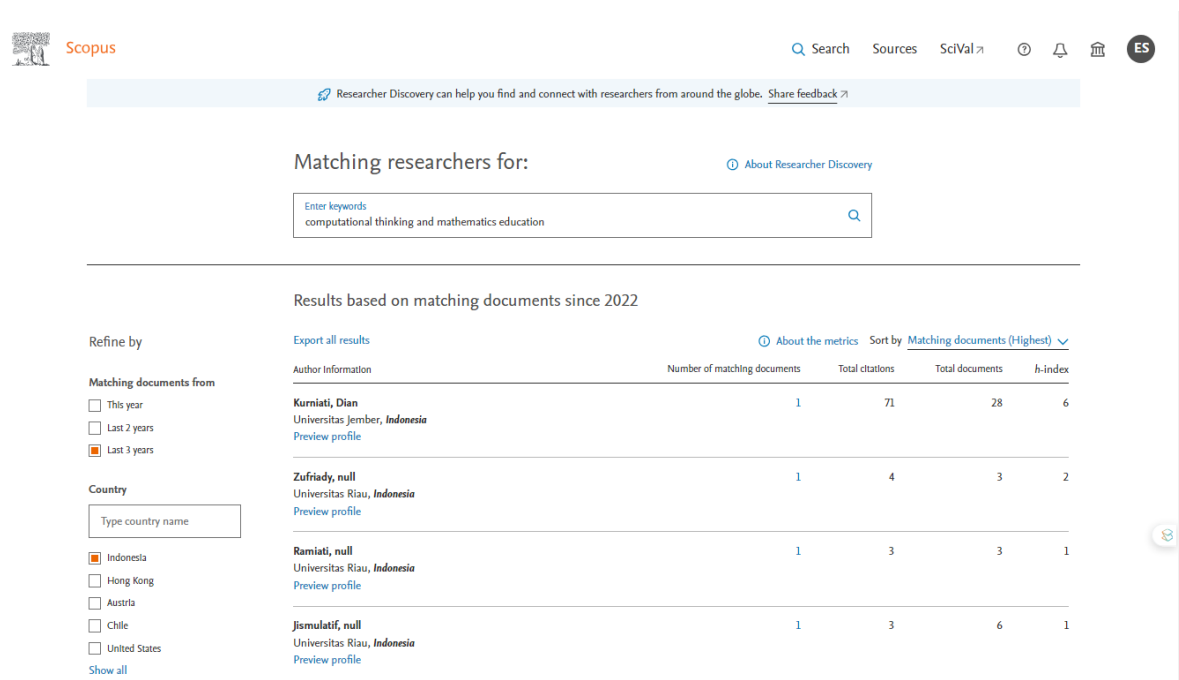 Scopus
Search Sources SciVal
ES
Researcher Discovery can help you find and connect with researchers from around the globe. Share feedback
Matching researchers for:
About Researcher Discovery
Enter keywords
computational thinking and mathematics education
Results based on matching documents since 2022
Refine by
Matching documents from
This year
Last 2 years
Last 3 years
Country
Type country name
Indonesia
Hong Kong
Austria
Chile
United States
Show all
Export all results
About the metrics Sort by Matching documents (Highest)
Author Information Number of matching documents Total citations Total documents h-index
Kurniati, Dian 1 71 28 6
Universitas Jember, Indonesia
Preview profile
Zufriady, null 1 4 3 2
Universitas Riau, Indonesia
Preview profile
Ramiati, null 1 3 3 1
Universitas Riau, Indonesia
Preview profile
Jismulatif, null 1 3 6 1
Universitas Riau, Indonesia
Preview profile